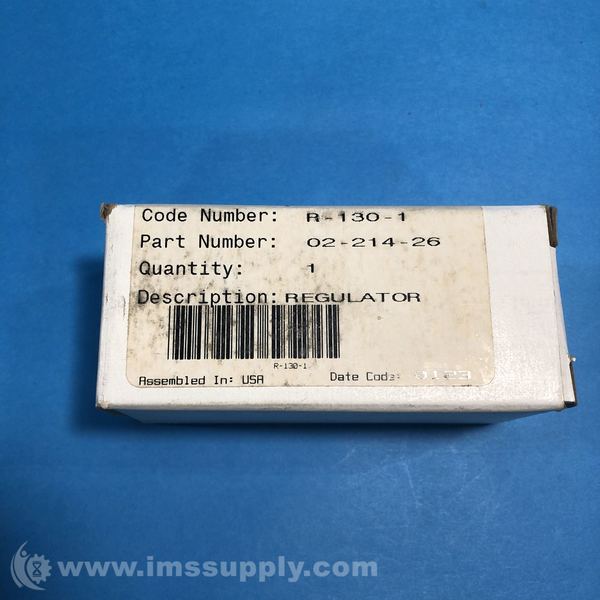 Code Number: R-130-1
Part Number: 02-214-26
Quantity: 1
Description: REGULATOR
R-130-1
Assembled In: USA Date Code: 0123
www.imssupply.com